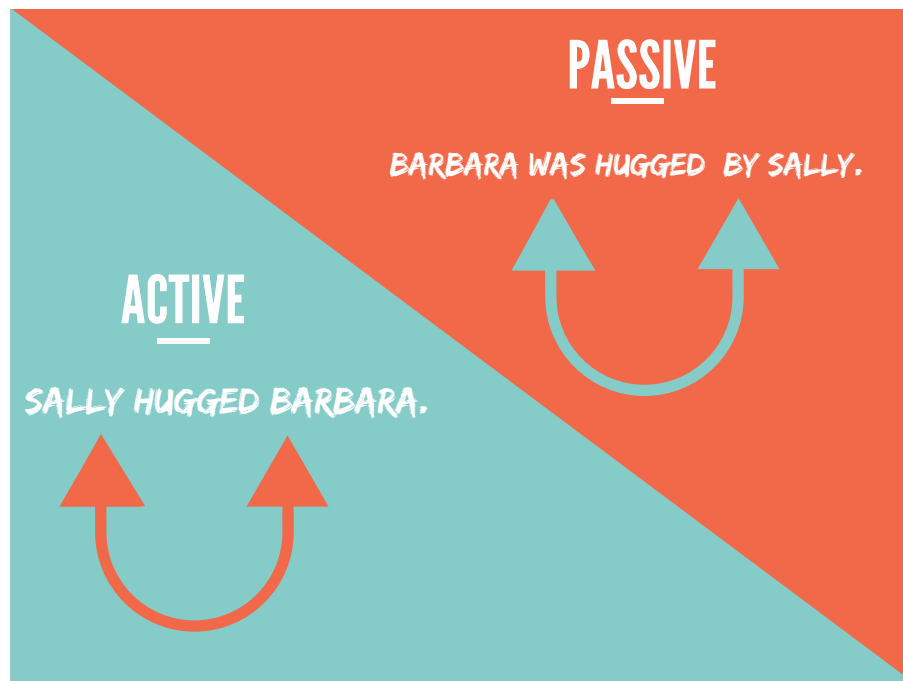 PASSIVE
BARBARA WAS HUGGED BY SALLY.
ACTIVE
SALLY HUGGED BARBARA.